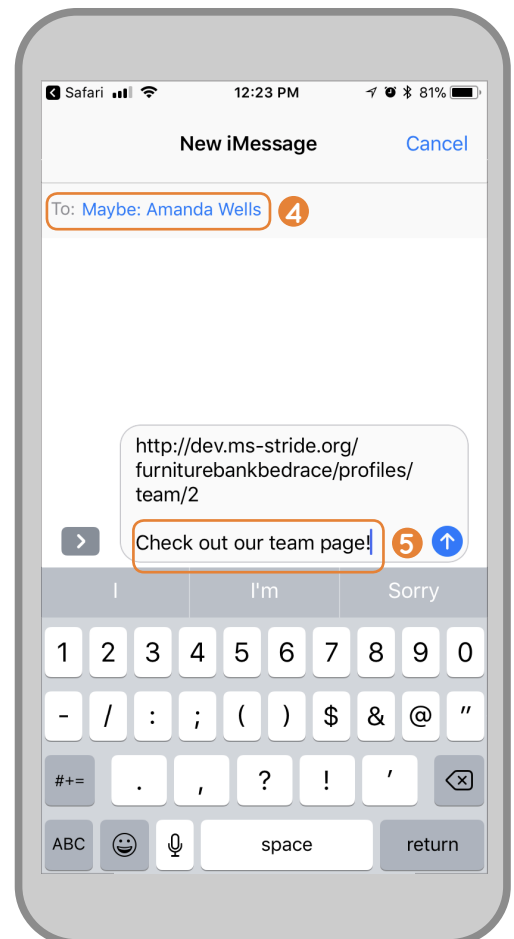 Safari 12:23 PM 81%
New iMessage Cancel
To: Maybe: Amanda Wells 4
http://dev.ms-stride.org/
furniturebankbedrace/profiles/
team/2
Check out our team page! 5
I I'm Sorry
1 2 3 4 5 6 7 8 9 0
- / : ; ( ) $ & @ "
#+= . , ? ! '
ABC space return